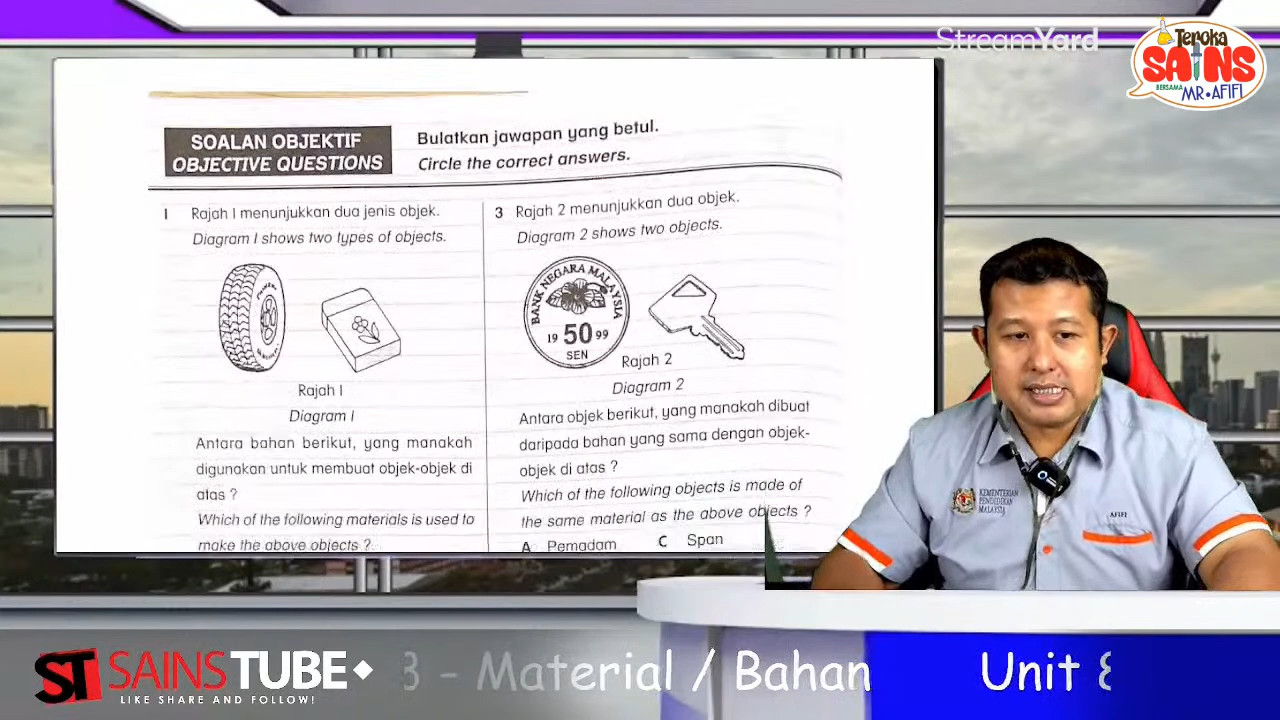 StreamYard
Teroka
SAINS
BERSAMA
MR•AFIFI
SOALAN OBJEKTIF
OBJECTIVE QUESTIONS
Bulatkan jawapan yang betul.
Circle the correct answers.
1 Rajah 1 menunjukkan dua jenis objek.
Diagram 1 shows two types of objects.
Rajah 1
Diagram 1
Antara bahan berikut, yang manakah
digunakan untuk membuat objek-objek di
atas ?
Which of the following materials is used to
make the above objects ?
3 Rajah 2 menunjukkan dua objek.
Diagram 2 shows two objects.
BANK NEGARA MALAYSIA
19 50 99
SEN
Rajah 2
Diagram 2
Antara objek berikut, yang manakah dibuat
daripada bahan yang sama dengan objek-
objek di atas ?
Which of the following objects is made of
the same material as the above objects ?
A Pemadam C Span
KEMENTERIAN
PENDIDIKAN
MALAYSIA
AFIFI
ST SAINSTUBE
LIKE SHARE AND FOLLOW!
8 - Material / Bahan Unit 8